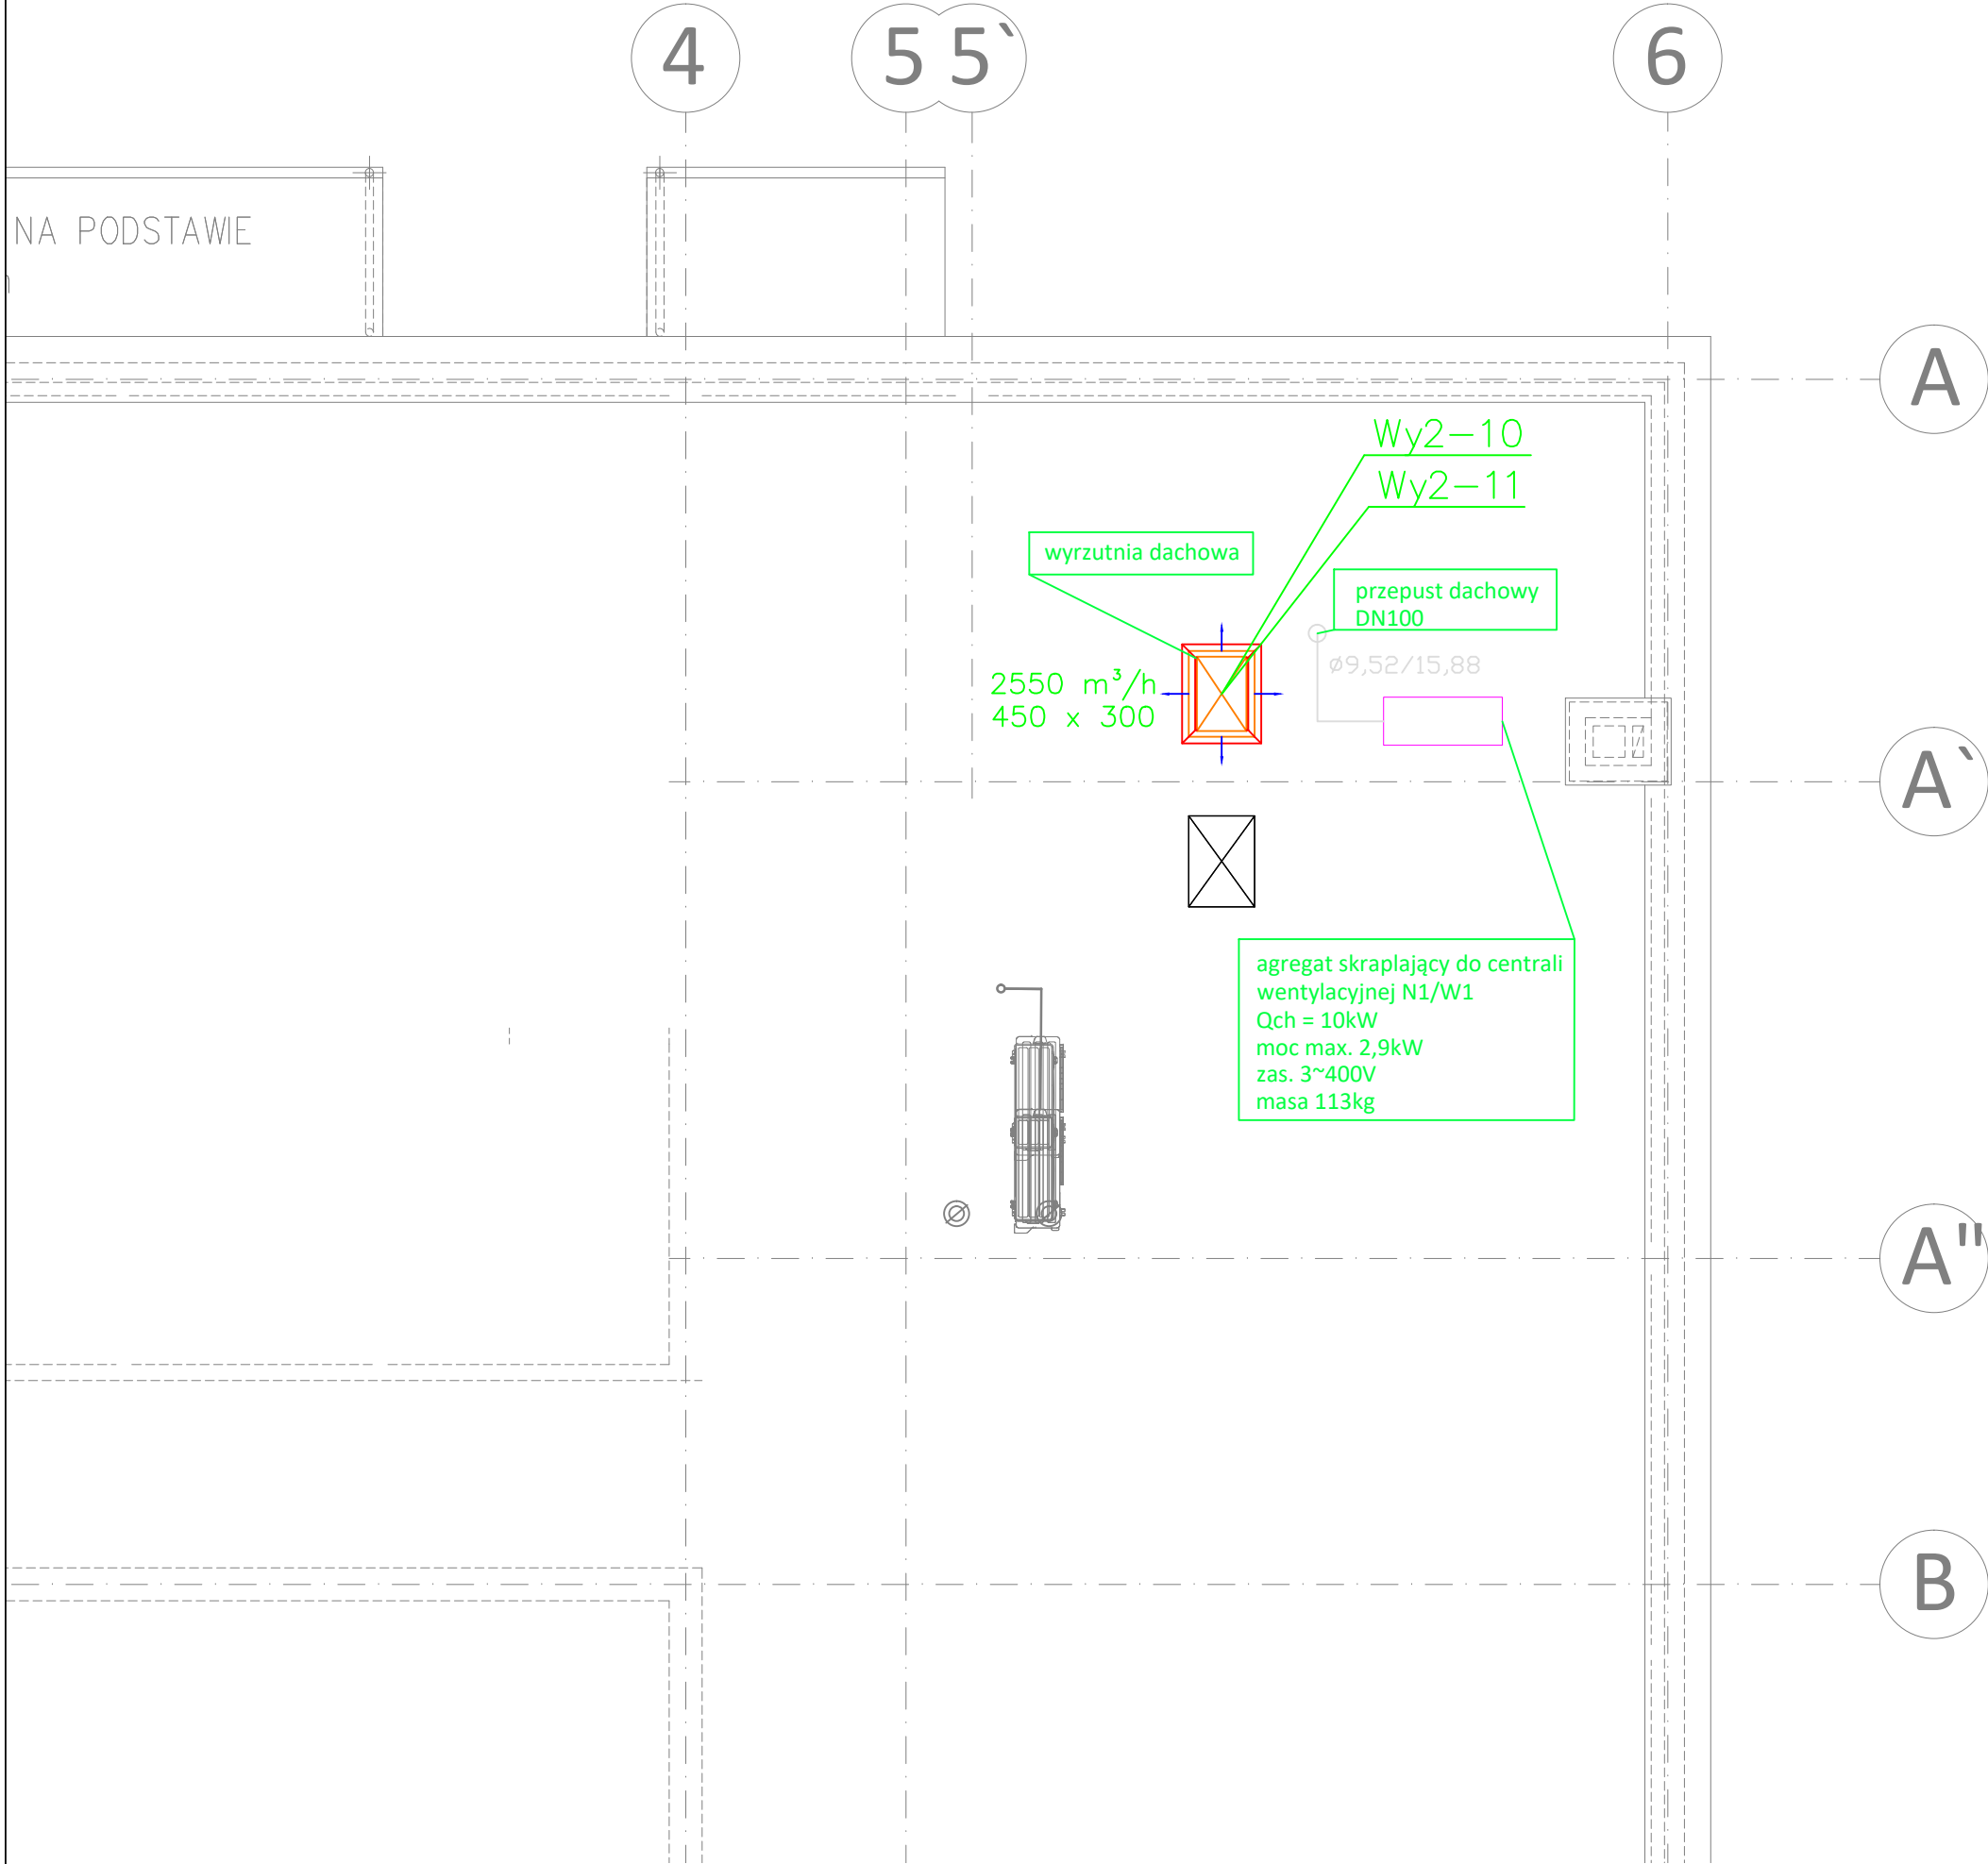 4
5
5`
6
NA PODSTAWIE
A
Wy2-10
Wy2-11
wyrzutnia dachowa
przepust dachowy
DN100
ø9,52/15,88
2550 m³/h
450 x 300
A`
agregat skraplający do centrali
wentylacyjnej N1/W1
Qch = 10kW
moc max. 2,9kW
zas. 3~400V
masa 113kg
A"
B